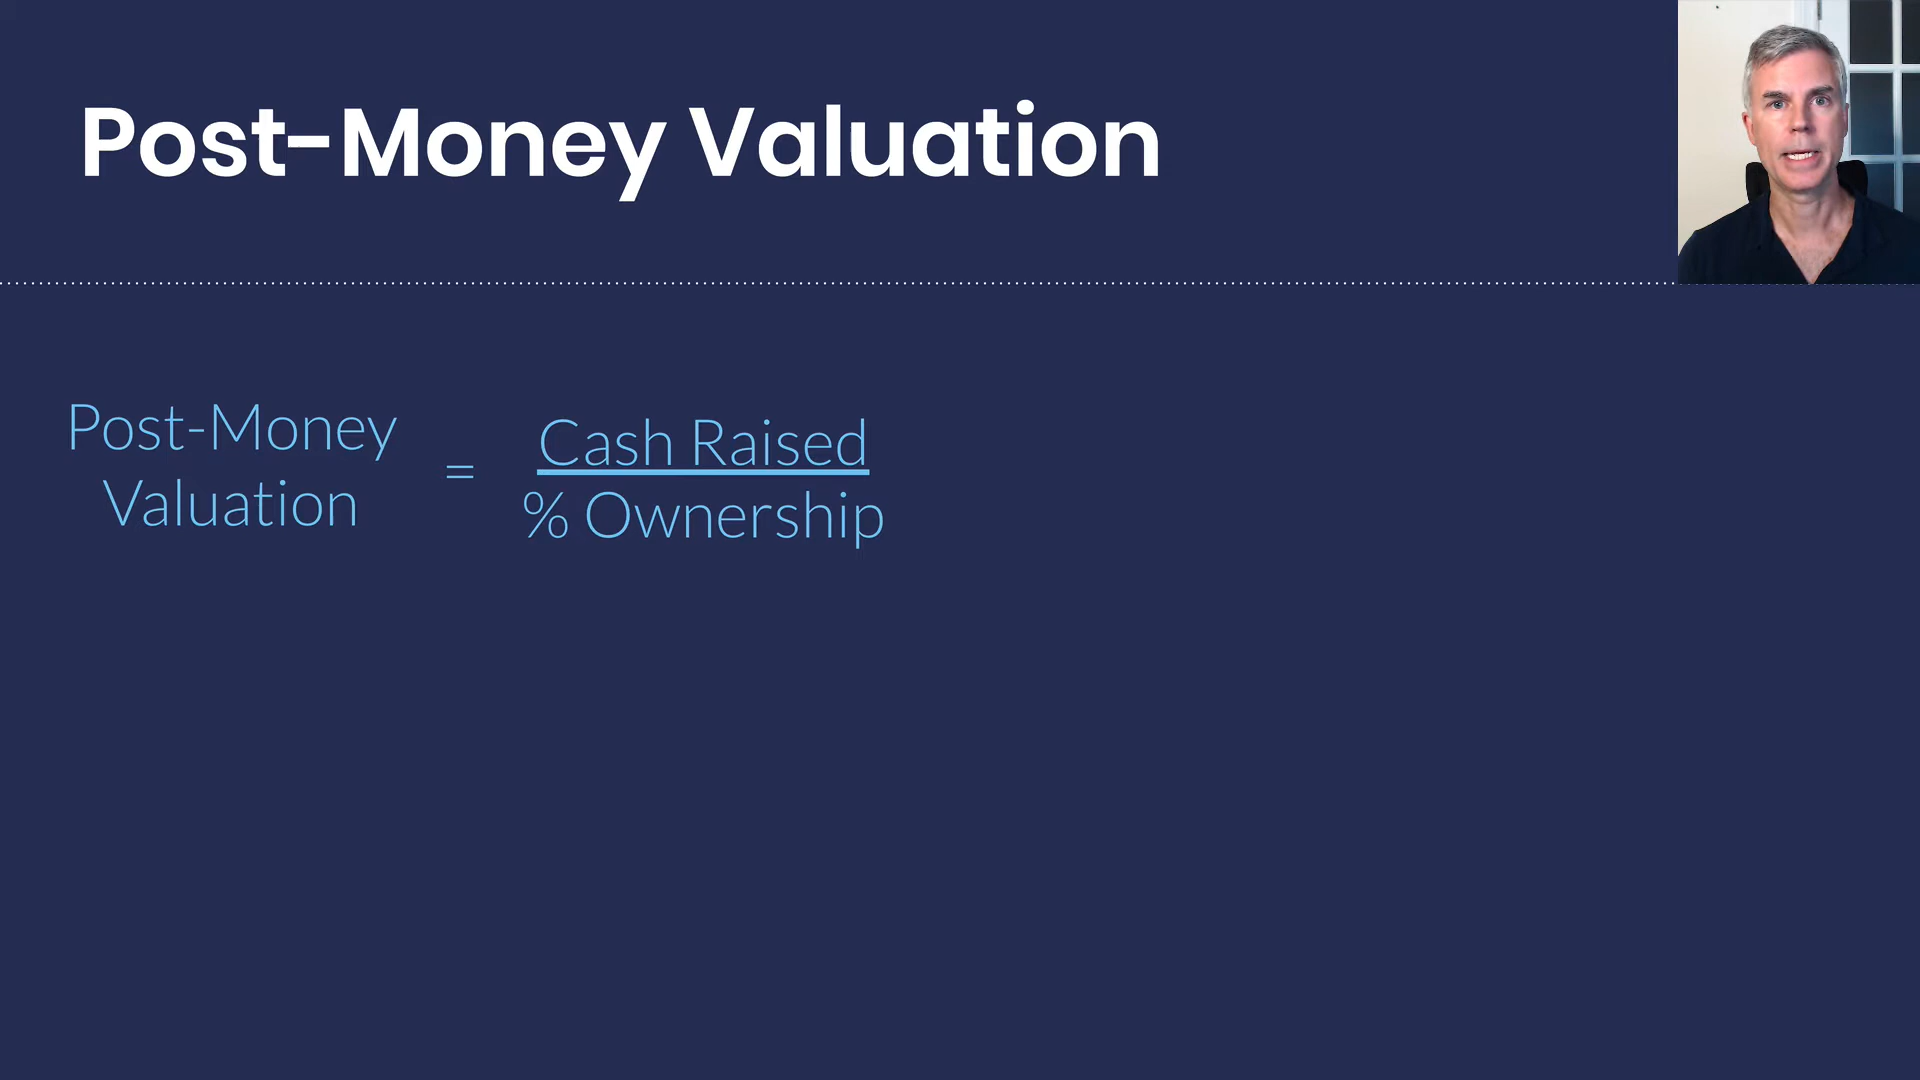 Post-Money Valuation
Post-Money
Valuation
=
Cash Raised
% Ownership